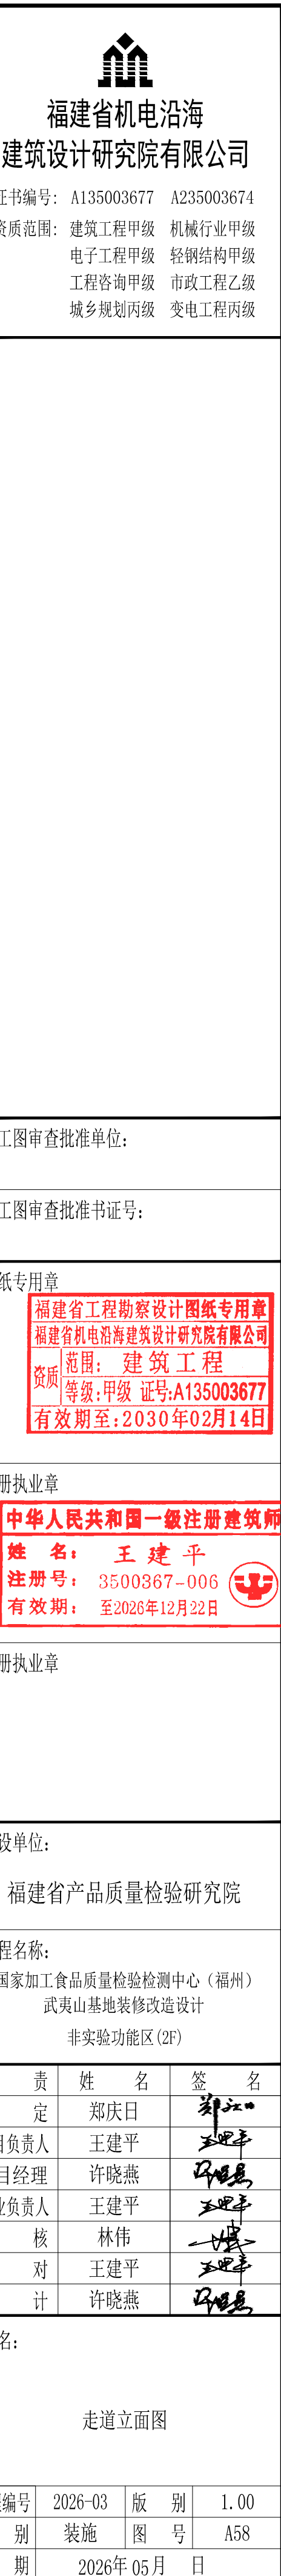 福建省机电沿海
建筑设计研究院有限公司
证书编号: A135003677 A235003674
资质范围: 建筑工程甲级 机械行业甲级
电子工程甲级 轻钢结构甲级
工程咨询甲级 市政工程乙级
城乡规划丙级 变电工程丙级
工图审查批准单位:
工图审查批准书证号:
纸专用章
福建省工程勘察设计图纸专用章
福建省机电沿海建筑设计研究院有限公司
资质 范围: 建筑工程
等级:甲级 证号:A135003677
有效期至:2030年02月14日
册执业章
中华人民共和国一级注册建筑师
姓 名: 王建平
注册号: 3500367-006
有效期: 至2026年12月22日
册执业章
设单位:
福建省产品质量检验研究院
程名称:
国家加工食品质量检验检测中心（福州）
武夷山基地装修改造设计
非实验功能区(2F)
责 姓 名 签 名
定 郑庆日
目负责人 王建平
目经理 许晓燕
业负责人 王建平
核 林伟
对 王建平
计 许晓燕
名:
走道立面图
编号 2026-03 版 别 1.00
别 装施 图 号 A58
期 2026年05月 日